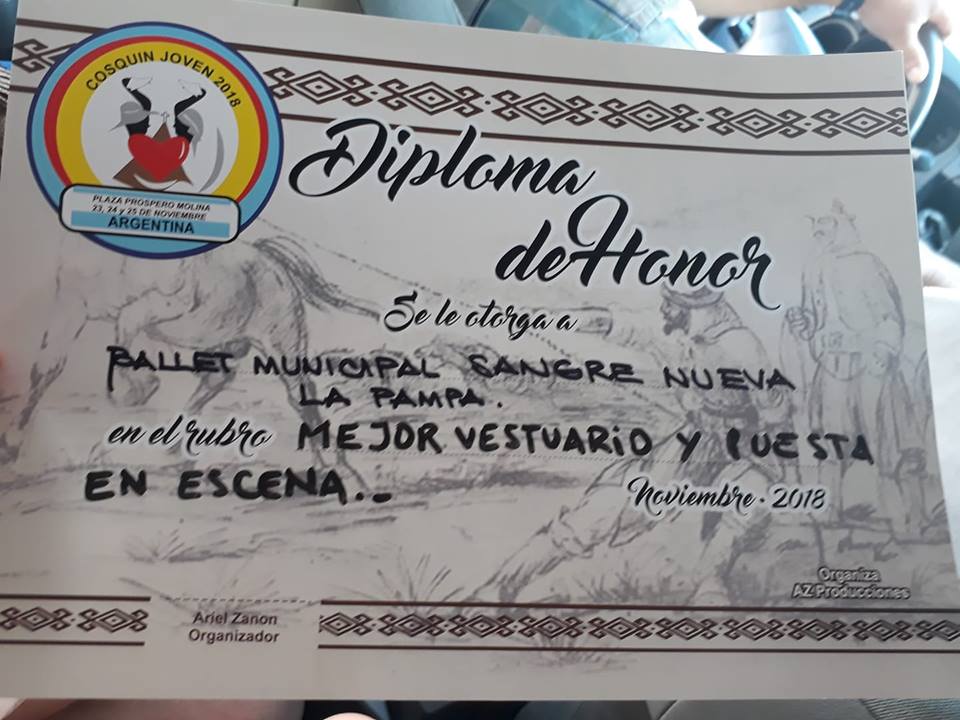 COSQUIN JOVEN 2018
PLAZA PROSPERO MOLINA
23, 24 y 25 DE NOVIEMBRE
ARGENTINA
Diploma
de Honor
Se le otorga a
BALLET MUNICIPAL SANGRE NUEVA
LA PAMPA.
en el rubro MEJOR VESTUARIO Y PUESTA
EN ESCENA...
Noviembre - 2018
Organiza
AZ Producciones
Ariel Zanon
Organizador